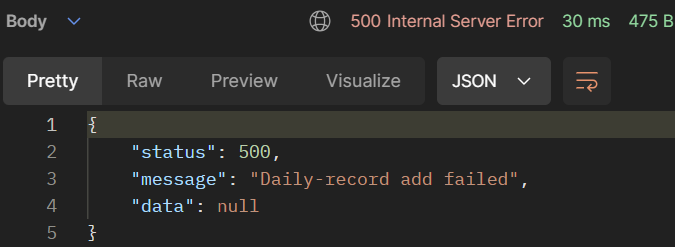 Body 500 Internal Server Error 30 ms 475 B
Pretty Raw Preview Visualize JSON
1 {
2 "status": 500,
3 "message": "Daily-record add failed",
4 "data": null
5 }